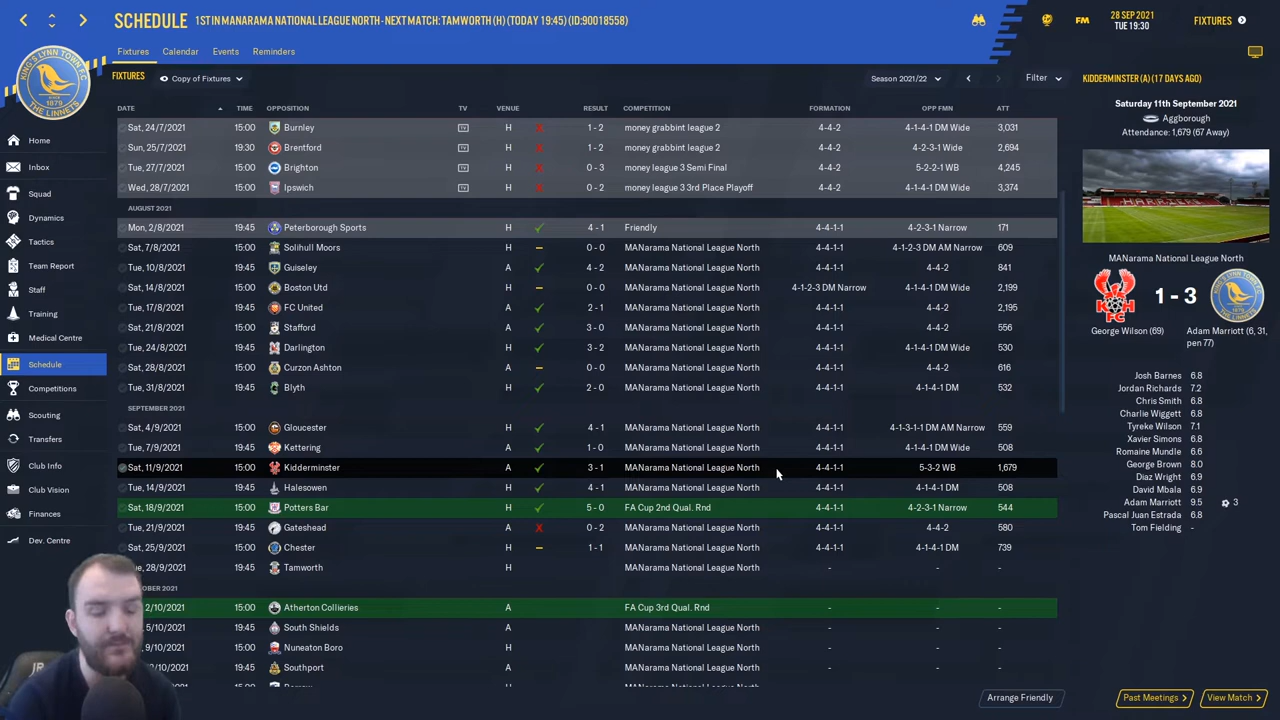 SCHEDULE 1ST IN MANARAMA NATIONAL LEAGUE NORTH - NEXT MATCH: TAMWORTH (H) (TODAY 19:45) (ID:90018558)
FM 28 SEP 2021 TUE 19:30 FIXTURES
Fixtures Calendar Events Reminders
FIXTURES Copy of Fixtures Season 2021/22 Filter
DATE TIME OPPOSITION TV VENUE RESULT COMPETITION FORMATION OPP FMN ATT
Sat, 24/7/2021 15:00 Burnley TV H 1 - 2 money grabbint league 2 4-4-2 4-1-4-1 DM Wide 3,031
Sun, 25/7/2021 19:30 Brentford TV H 1 - 2 money grabbint league 2 4-4-2 4-2-3-1 Wide 2,694
Tue, 27/7/2021 15:00 Brighton TV H 0 - 3 money league 3 Semi Final 4-4-2 5-2-2-1 WB 4,245
Wed, 28/7/2021 15:00 Ipswich TV H 0 - 2 money league 3 3rd Place Playoff 4-4-2 4-1-4-1 DM Wide 3,374
AUGUST 2021
Mon, 2/8/2021 19:45 Peterborough Sports H 4 - 1 Friendly 4-4-1-1 4-2-3-1 Narrow 171
Sat, 7/8/2021 15:00 Solihull Moors H 0 - 0 MANarama National League North 4-4-1-1 4-1-2-3 DM AM Narrow 609
Tue, 10/8/2021 19:45 Guiseley A 4 - 2 MANarama National League North 4-4-1-1 4-4-2 841
Sat, 14/8/2021 15:00 Boston Utd H 0 - 0 MANarama National League North 4-1-2-3 DM Narrow 4-1-4-1 DM Wide 2,199
Tue, 17/8/2021 19:45 FC United A 2 - 1 MANarama National League North 4-4-1-1 4-4-2 2,195
Sat, 21/8/2021 15:00 Stafford A 3 - 0 MANarama National League North 4-4-1-1 4-4-2 556
Tue, 24/8/2021 19:45 Darlington H 3 - 2 MANarama National League North 4-4-1-1 4-1-4-1 DM Wide 530
Sat, 28/8/2021 15:00 Curzon Ashton A 0 - 0 MANarama National League North 4-4-1-1 4-4-2 616
Tue, 31/8/2021 19:45 Blyth H 2 - 0 MANarama National League North 4-4-1-1 4-1-4-1 DM 532
SEPTEMBER 2021
Sat, 4/9/2021 15:00 Gloucester H 4 - 1 MANarama National League North 4-4-1-1 4-1-3-1-1 DM AM Narrow 559
Tue, 7/9/2021 19:45 Kettering A 1 - 0 MANarama National League North 4-4-1-1 4-1-4-1 DM Wide 508
Sat, 11/9/2021 15:00 Kidderminster A 3 - 1 MANarama National League North 4-4-1-1 5-3-2 WB 1,679
Tue, 14/9/2021 19:45 Halesowen H 4 - 1 MANarama National League North 4-4-1-1 4-1-4-1 DM 508
Sat, 18/9/2021 15:00 Potters Bar H 5 - 0 FA Cup 2nd Qual. Rnd 4-4-1-1 4-2-3-1 Narrow 544
Tue, 21/9/2021 19:45 Gateshead A 0 - 2 MANarama National League North 4-4-1-1 4-4-2 580
Sat, 25/9/2021 15:00 Chester H 1 - 1 MANarama National League North 4-4-1-1 4-1-4-1 DM 739
28/9/2021 19:45 Tamworth H MANarama National League North - - -
OCTOBER 2021
2/10/2021 15:00 Atherton Collieries A FA Cup 3rd Qual. Rnd - - -
5/10/2021 19:45 South Shields A MANarama National League North - - -
15:00 Nuneaton Boro H MANarama National League North - - -
19:45 Southport A MANarama National League North - - -
Arrange Friendly
KING'S LYNN TOWN F.C
1879
THE LINNETS
Home
Inbox
Squad
Dynamics
Tactics
Team Report
Staff
Training
Medical Centre
Schedule
Competitions
Scouting
Transfers
Club Info
Club Vision
Finances
Dev. Centre
KIDDERMINSTER (A) (17 DAYS AGO)
Saturday 11th September 2021
Aggborough
Attendance: 1,679 (67 Away)
HARRIERS
MANarama National League North
1 - 3
George Wilson (69) Adam Marriott (6, 31, pen 77)
Josh Barnes 6.8
Jordan Richards 7.2
Chris Smith 6.8
Charlie Wiggett 6.8
Tyreke Wilson 7.1
Xavier Simons 6.8
Romaine Mundle 6.6
George Brown 8.0
Diaz Wright 6.9
David Mbala 6.9
Adam Marriott 9.5 3
Pascal Juan Estrada 6.8
Tom Fielding -
Past Meetings View Match